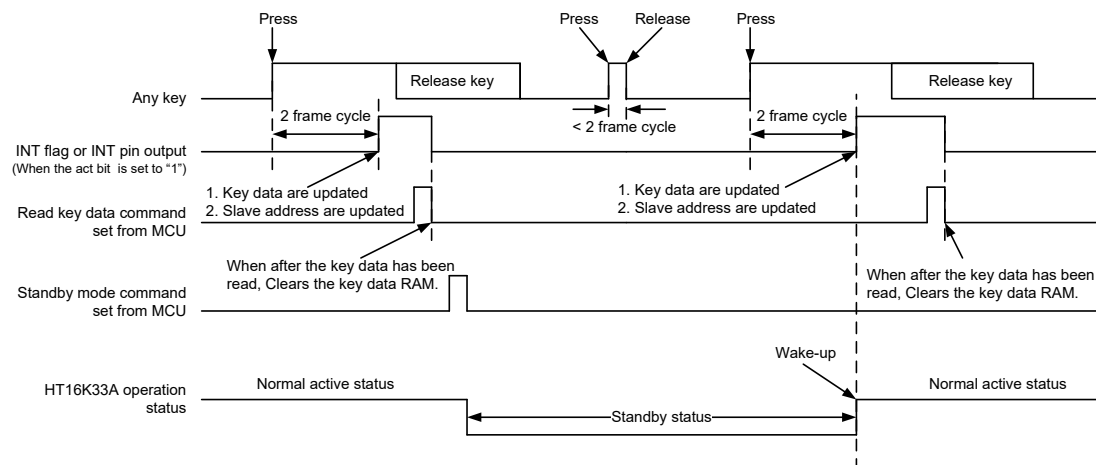 Press
Press
Release
Press
Any key
Release key
Release key
2 frame cycle
< 2 frame cycle
2 frame cycle
INT flag or INT pin output
(When the act bit is set to “1”)
1. Key data are updated
2. Slave address are updated
1. Key data are updated
2. Slave address are updated
Read key data command
set from MCU
When after the key data has been
read, Clears the key data RAM.
When after the key data has been
read, Clears the key data RAM.
Standby mode command
set from MCU
Wake-up
HT16K33A operation
status
Normal active status
Standby status
Normal active status